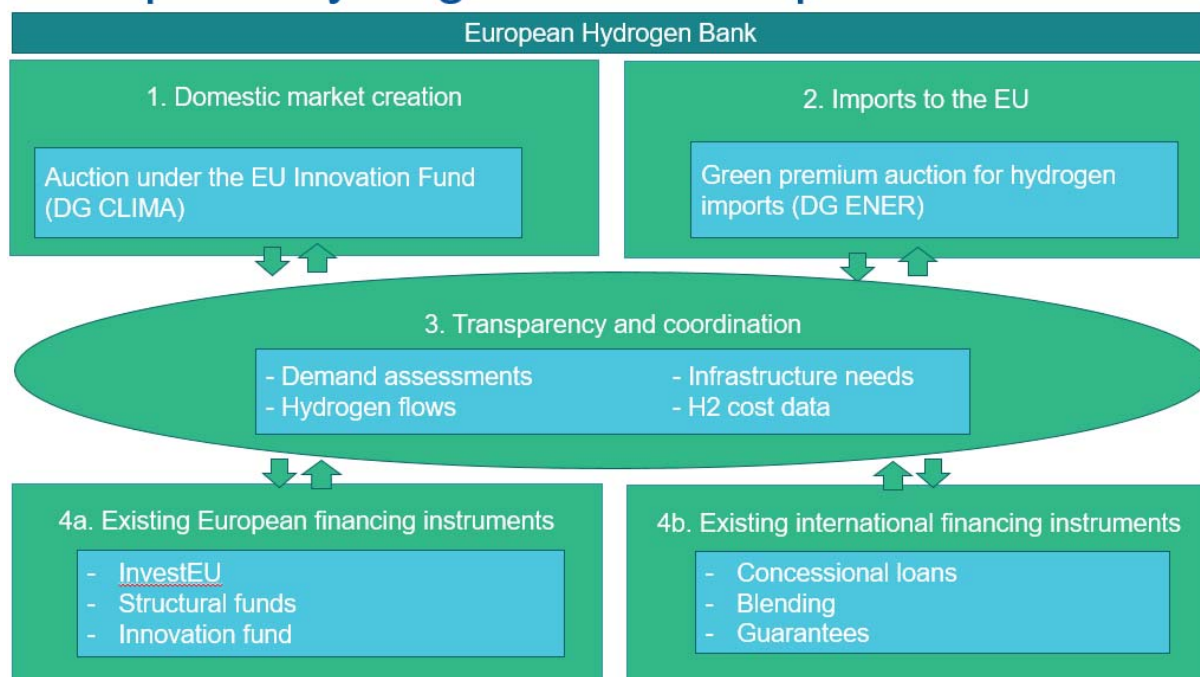 European Hydrogen Bank
1. Domestic market creation
Auction under the EU Innovation Fund
(DG CLIMA)
2. Imports to the EU
Green premium auction for hydrogen
imports (DG ENER)
3. Transparency and coordination
- Demand assessments
- Hydrogen flows
- Infrastructure needs
- H2 cost data
4a. Existing European financing instruments
- InvestEU
- Structural funds
- Innovation fund
4b. Existing international financing instruments
- Concessional loans
- Blending
- Guarantees